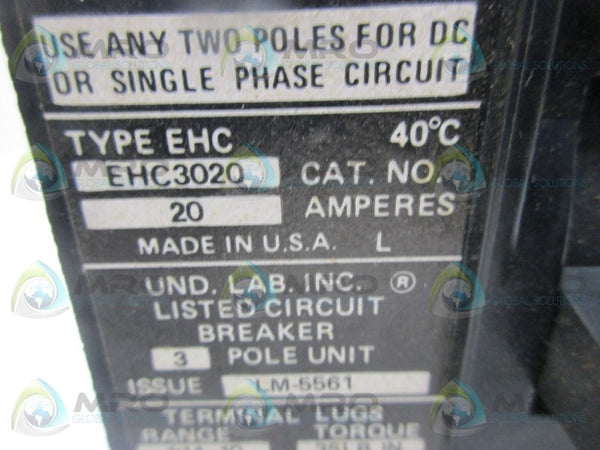 USE ANY TWO POLES FOR DC
OR SINGLE PHASE CIRCUIT
TYPE EHC 40°C
EHC3020 CAT. NO.
20 AMPERES
MADE IN U.S.A. L
UND. LAB. INC. ®
LISTED CIRCUIT
BREAKER
3 POLE UNIT
ISSUE LM-5561
TERMINAL LUGS
RANGE TORQUE